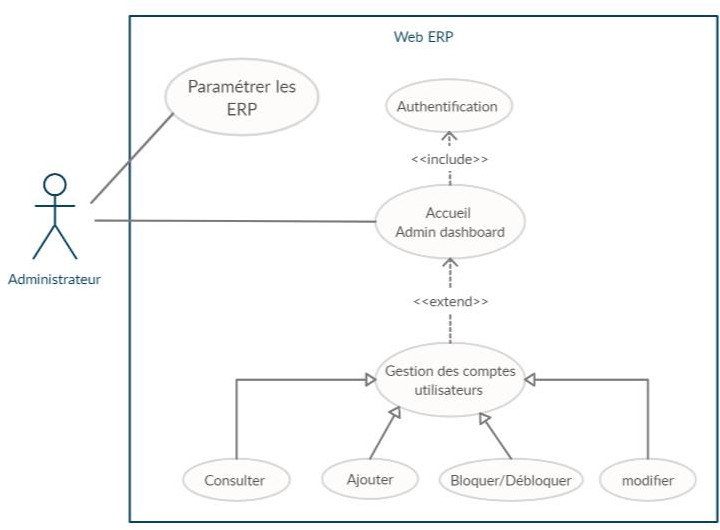 Web ERP
Paramétrer les
ERP
Authentification
<<include>>
Accueil
Admin dashboard
Administrateur
<<extend>>
Gestion des comptes
utilisateurs
Consulter
Ajouter
Bloquer/Débloquer
modifier